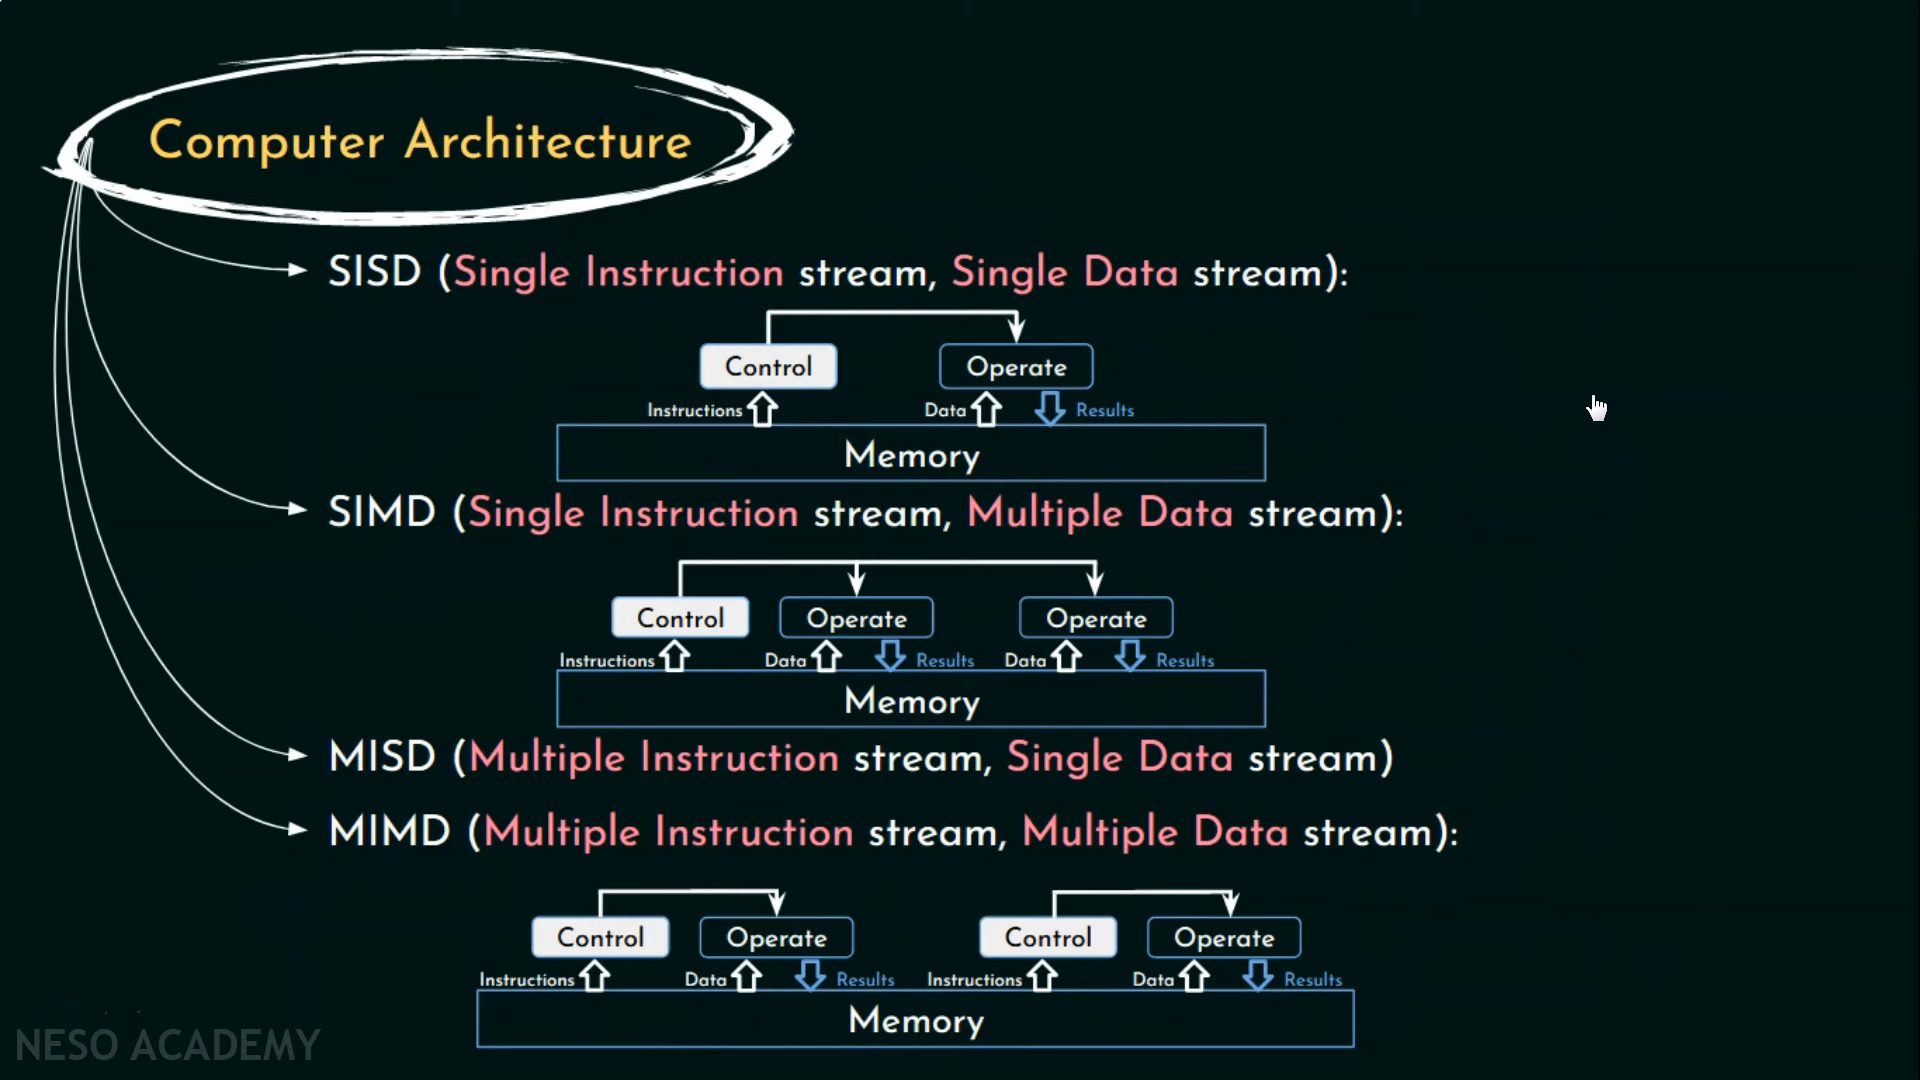 Computer Architecture
SISD (Single Instruction stream, Single Data stream):
Control Operate
Instructions Data Results
Memory
SIMD (Single Instruction stream, Multiple Data stream):
Control Operate Operate
Instructions Data Results Data Results
Memory
MISD (Multiple Instruction stream, Single Data stream)
MIMD (Multiple Instruction stream, Multiple Data stream):
Control Operate Control Operate
Instructions Data Results Instructions Data Results
Memory
NESO ACADEMY